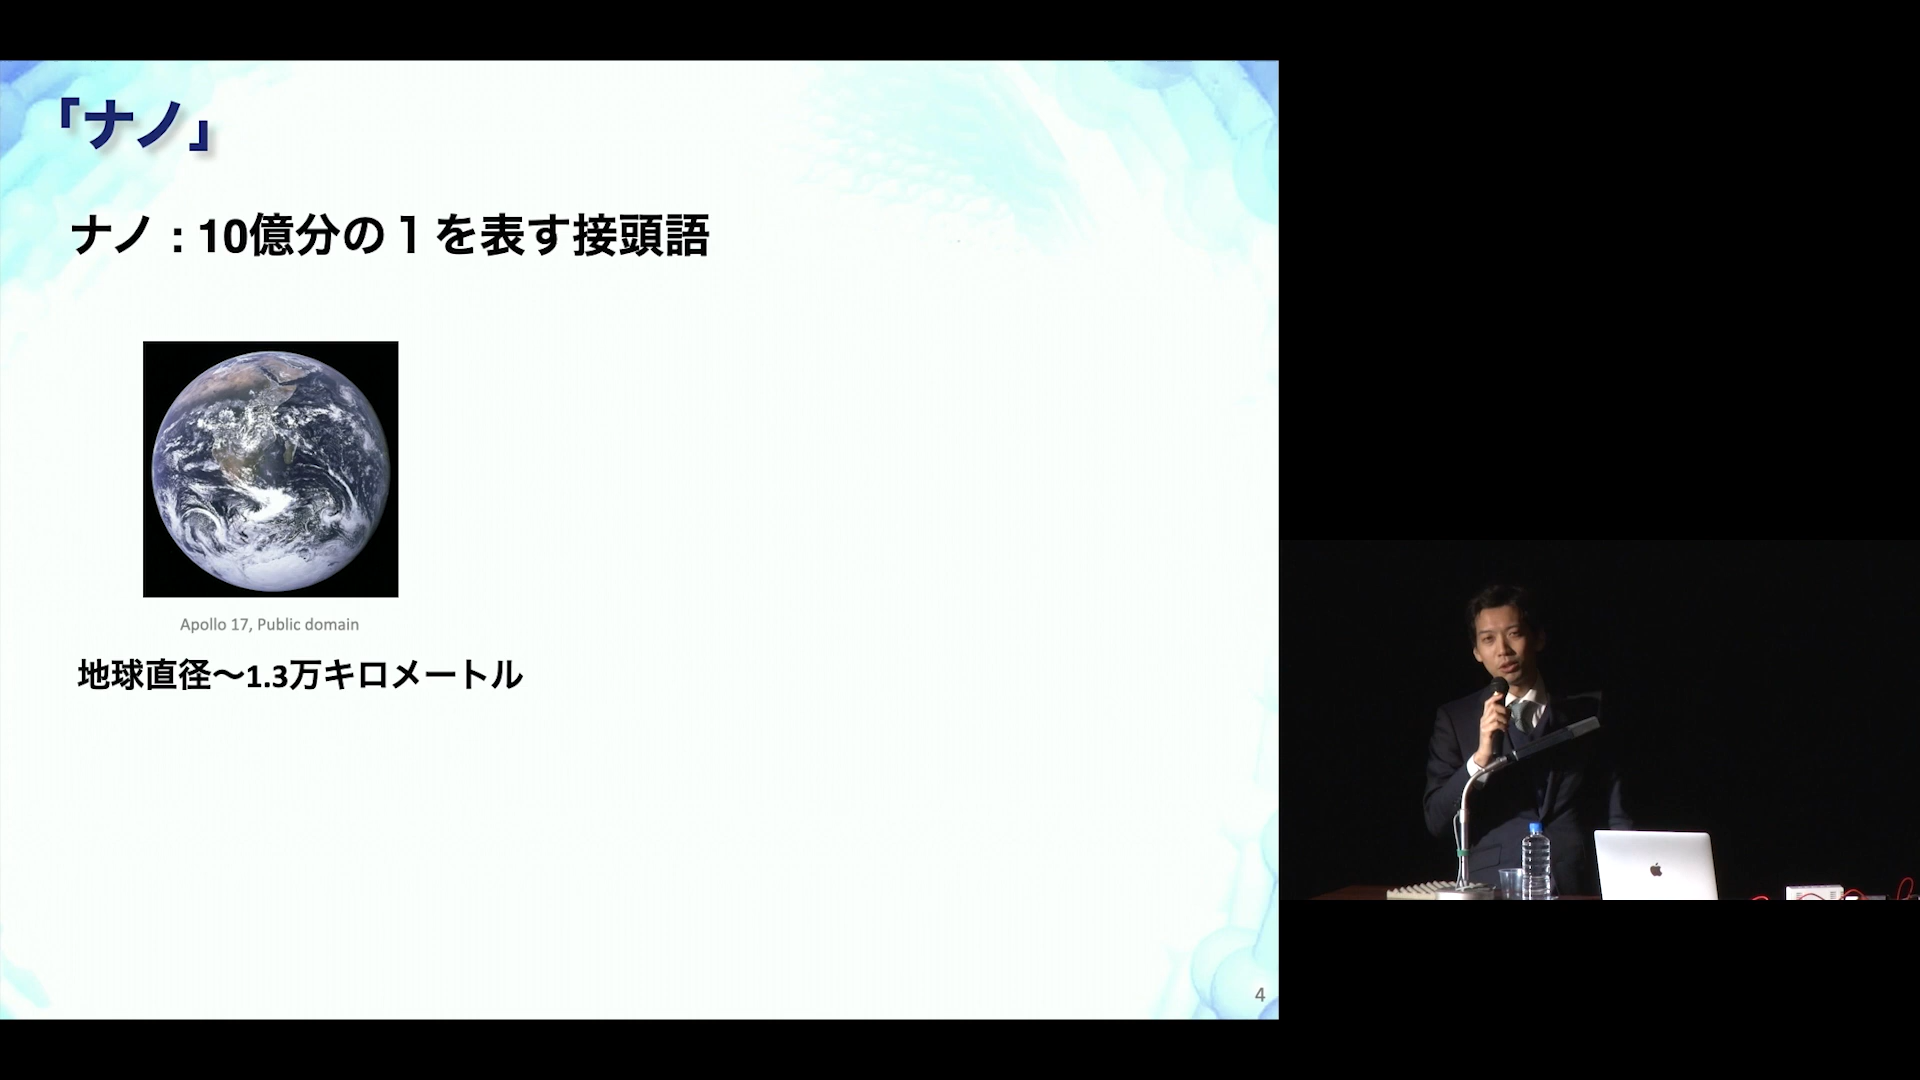 「ナノ」
ナノ : 10億分の１を表す接頭語
Apollo 17, Public domain
地球直径～1.3万キロメートル
4